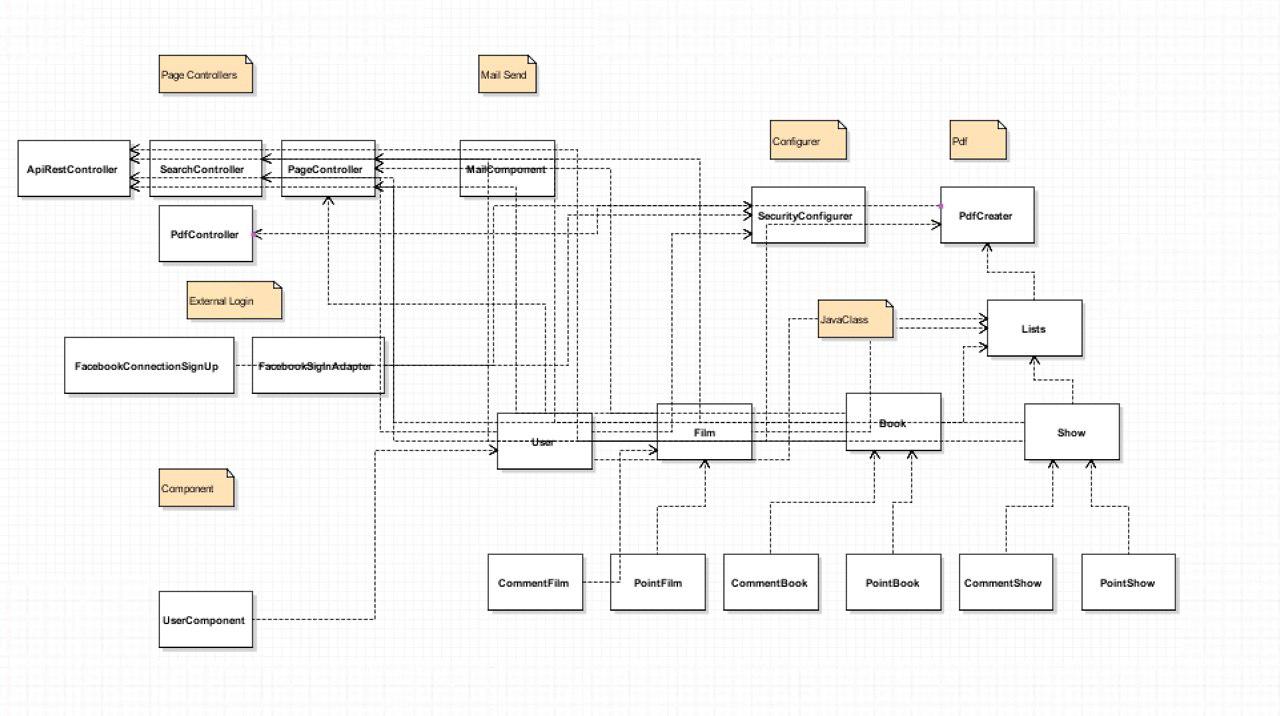 Page Controllers
Mail Send
Configurer
Pdf
ApiRestController
SearchController
PageController
MailComponent
SecurityConfigurer
PdfCreater
PdfController
External Login
JavaClass
Lists
FacebookConnectionSignUp
FacebookSigInAdapter
User
Film
Book
Show
Component
CommentFilm
PointFilm
CommentBook
PointBook
CommentShow
PointShow
UserComponent